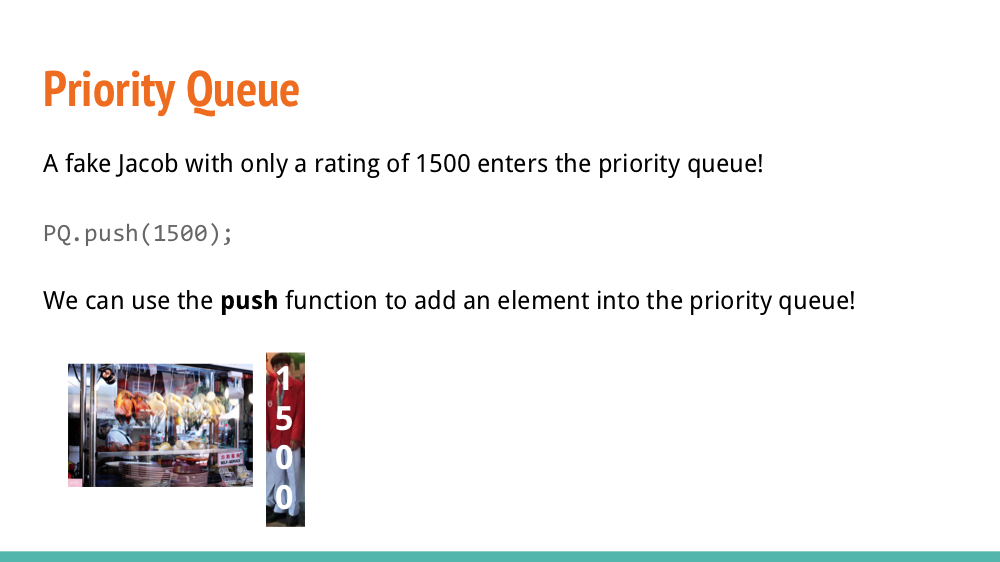 Priority Queue
A fake Jacob with only a rating of 1500 enters the priority queue!
PQ.push(1500);
We can use the push function to add an element into the priority queue!
1
5
0
0